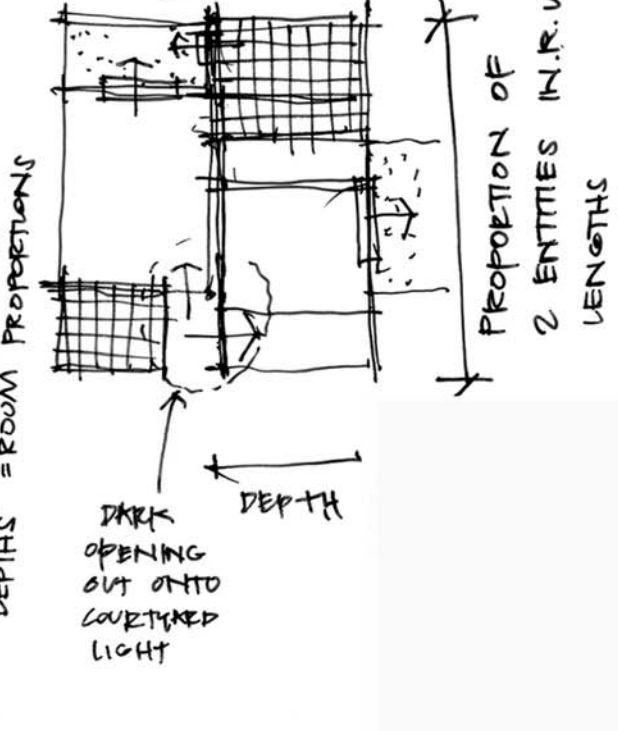 DEPTHS = ROOM PROPORTIONS
PROPORTION OF
2 ENTITIES IN.R.
LENGTHS
DEPTH
DARK
OPENING
OUT ONTO
COURTYARD
LIGHT